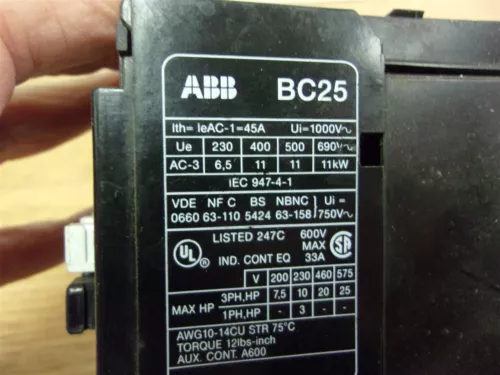 ABB BC25
Ith= IeAC-1=45A Ui=1000V~
Ue 230 400 500 690V~
AC-3 6,5 11 11 11kW
IEC 947-4-1
VDE NF C BS NBNC Ui =
0660 63-110 5424 63-158 750V~
UL LISTED 247C 600V MAX SA
IND. CONT EQ 33A
V 200 230 460 575
MAX HP 3PH,HP 7,5 10 20 25
1PH,HP - 3 - -
AWG10-14CU STR 75°C
TORQUE 12lbs-inch
AUX. CONT. A600